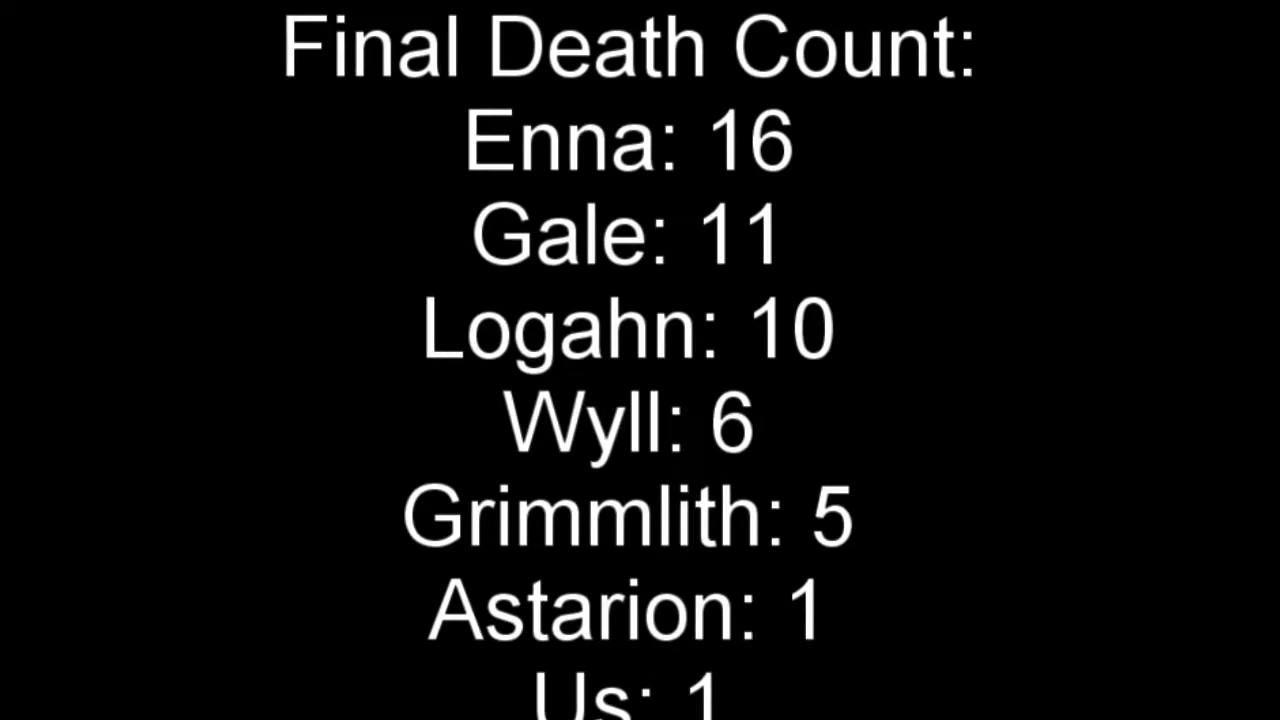 Final Death Count:
Enna: 16
Gale: 11
Logahn: 10
Wyll: 6
Grimmlith: 5
Astarion: 1
Us: 1